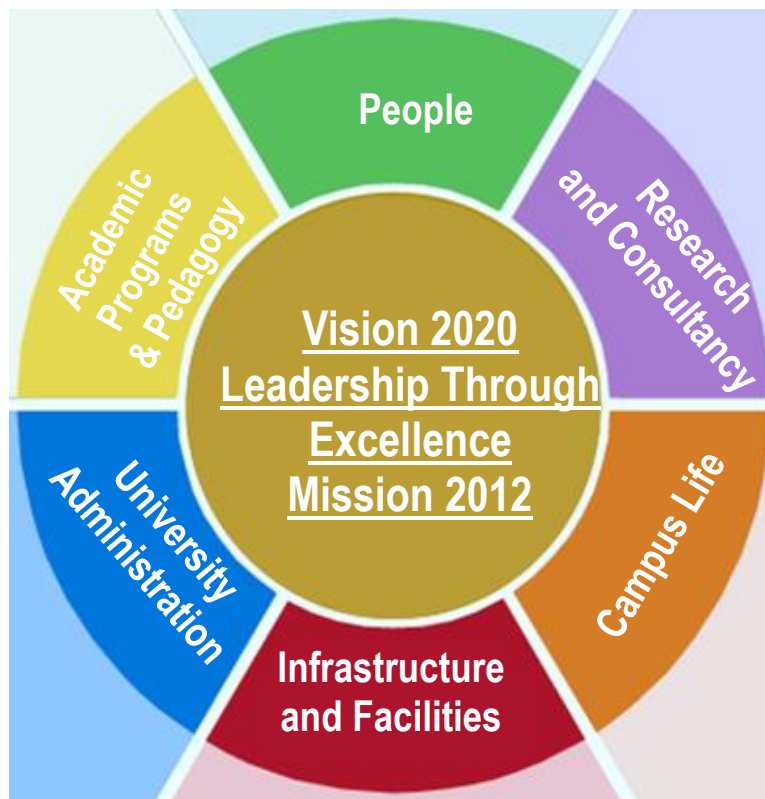 People
Research
and Consultancy
Campus Life
Infrastructure
and Facilities
University
Administration
Academic
Programs
& Pedagogy
Vision 2020
Leadership Through
Excellence
Mission 2012